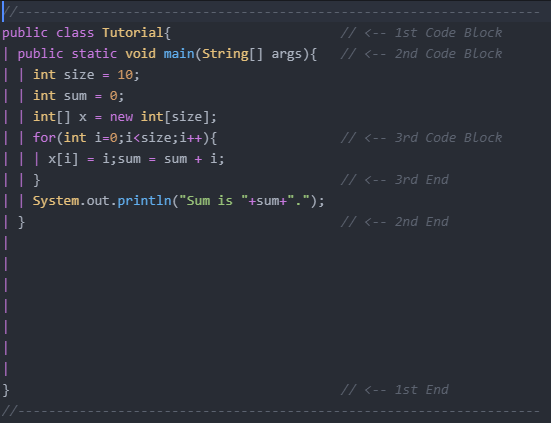 //--------------------------------------------------------------------
public class Tutorial{                      // <-- 1st Code Block
| public static void main(String[] args){   // <-- 2nd Code Block
| | int size = 10;
| | int sum = 0;
| | int[] x = new int[size];
| | for(int i=0;i<size;i++){                // <-- 3rd Code Block
| | | x[i] = i;sum = sum + i;
| | }                                       // <-- 3rd End
| | System.out.println("Sum is "+sum+".");
| }                                         // <-- 2nd End
|
|
|
|
|
|
|
}                                           // <-- 1st End
//--------------------------------------------------------------------